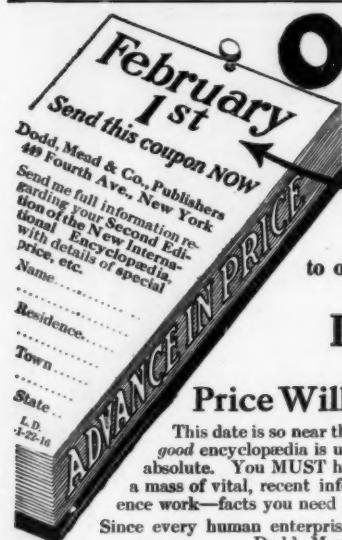 February
1st
Send this coupon NOW
Dodd, Mead & Co., Publishers
449 Fourth Ave., New York
Send me full information re-
garding your Second Edi-
tion of the New Interna-
tional Encyclopædia,
with details of special
price, etc.
Name..............
..............
Residence........
..............
Town.........
..............
State...
L. D.
1-22-16
ADVANCE IN PRICE
to o
Price Will
This date is so near th
good encyclopædia is u
absolute. You MUST h
a mass of vital, recent inf
ence work—facts you need
Since every human enterpris